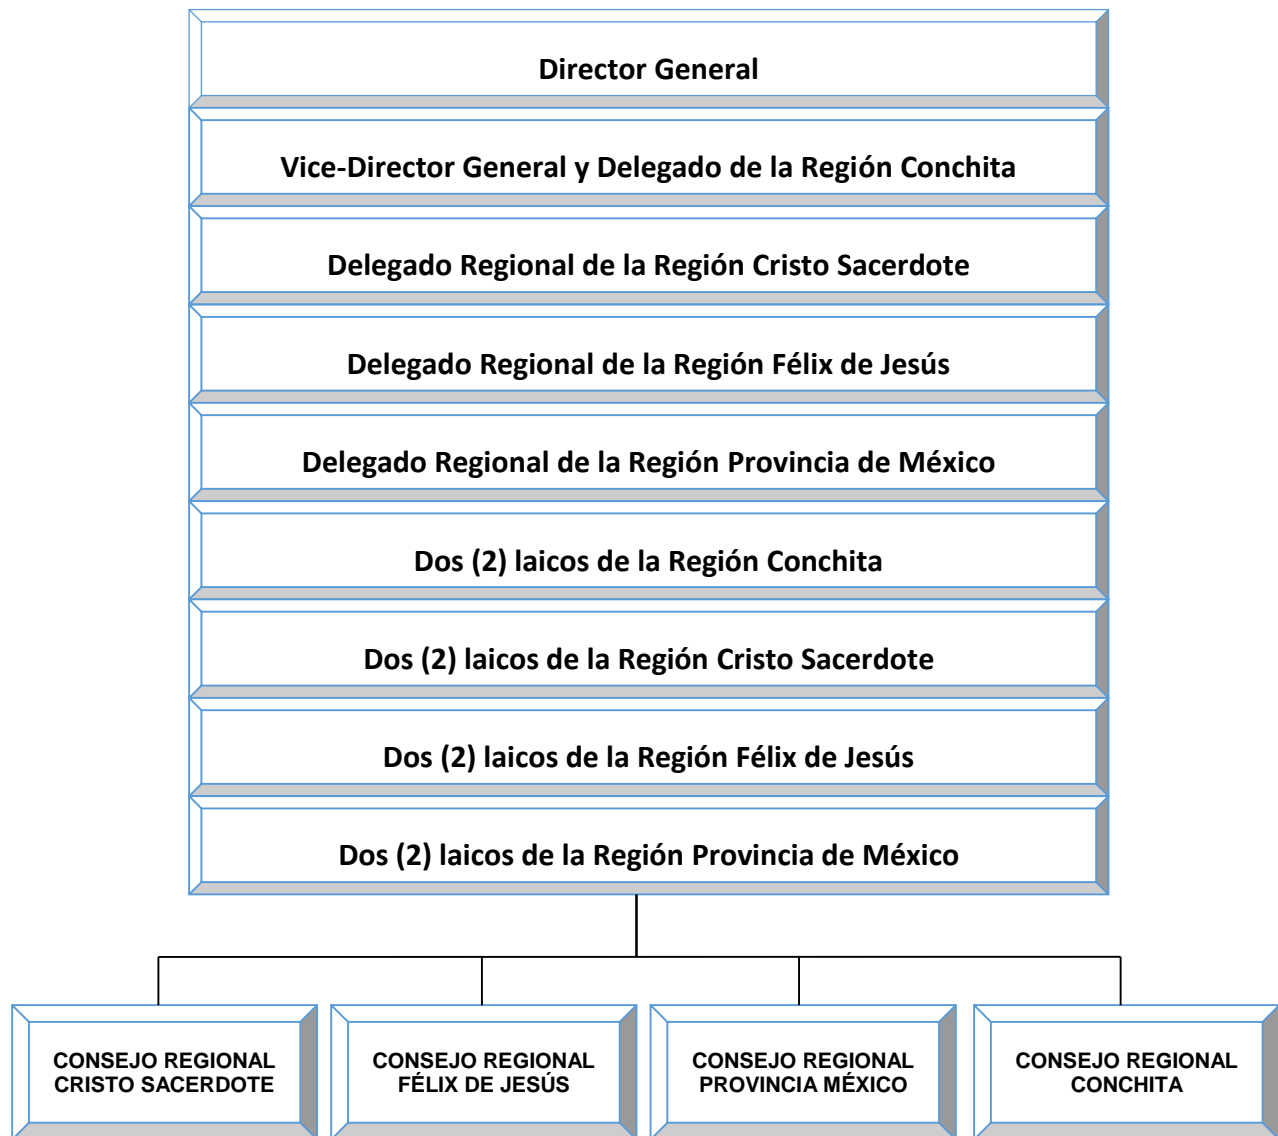 Director General
Vice-Director General y Delegado de la Región Conchita
Delegado Regional de la Región Cristo Sacerdote
Delegado Regional de la Región Félix de Jesús
Delegado Regional de la Región Provincia de México
Dos (2) laicos de la Región Conchita
Dos (2) laicos de la Región Cristo Sacerdote
Dos (2) laicos de la Región Félix de Jesús
Dos (2) laicos de la Región Provincia de México
CONSEJO REGIONAL
CRISTO SACERDOTE
CONSEJO REGIONAL
FÉLIX DE JESÚS
CONSEJO REGIONAL
PROVINCIA MÉXICO
CONSEJO REGIONAL
CONCHITA